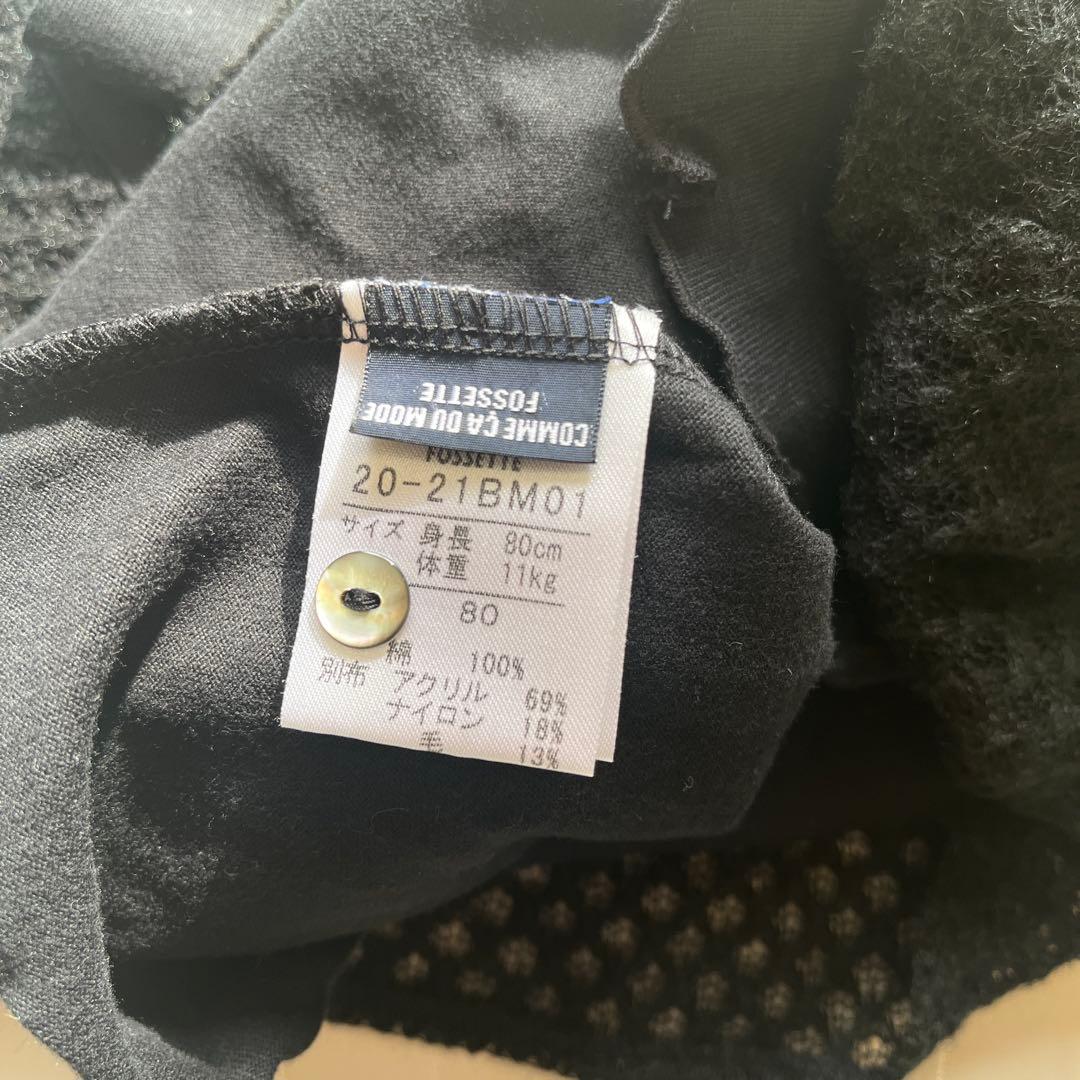 COMME ÇA DU MODE
FOSSETTE
FOSSETTE
20-21BM01
サイズ 身長 80cm
体重 11kg
80
綿 100%
別布 アクリル 69%
ナイロン 18%
毛 13%